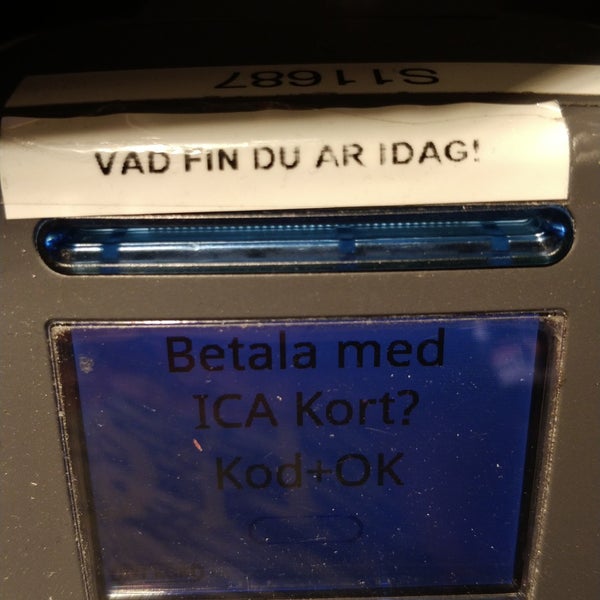 S11687
VAD FIN DU AR IDAG!
Betala med
ICA Kort?
Kod+OK